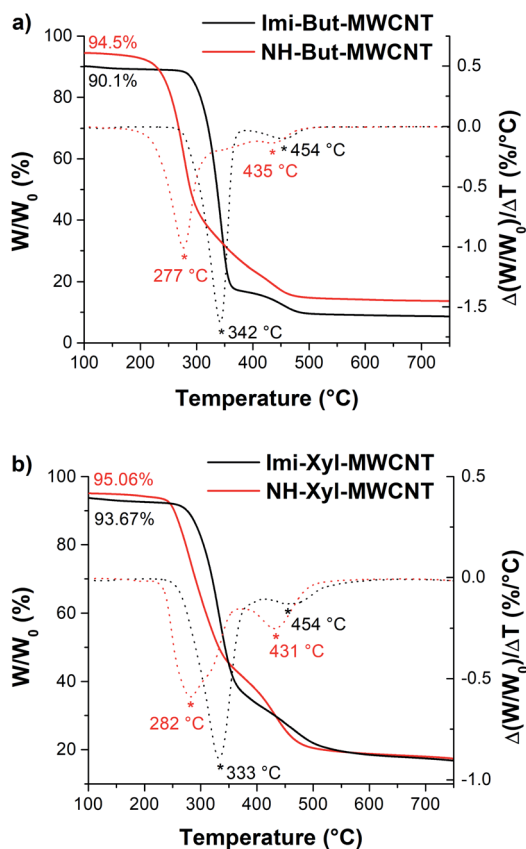 a)
Imi-But-MWCNT
NH-But-MWCNT
94.5%
90.1%
100
80
60
40
20
0
W/W0 (%)
0.5
0.0
-0.5
-1.0
-1.5
Δ(W/W0)/ΔT (%/°C)
* 454 °C
* 435 °C
* 277 °C
* 342 °C
100 200 300 400 500 600 700
Temperature (°C)
b)
Imi-Xyl-MWCNT
NH-Xyl-MWCNT
95.06%
93.67%
100
80
60
40
20
W/W0 (%)
0.5
0.0
-0.5
-1.0
Δ(W/W0)/ΔT (%/°C)
* 454 °C
* 431 °C
* 282 °C
* 333 °C
100 200 300 400 500 600 700
Temperature (°C)